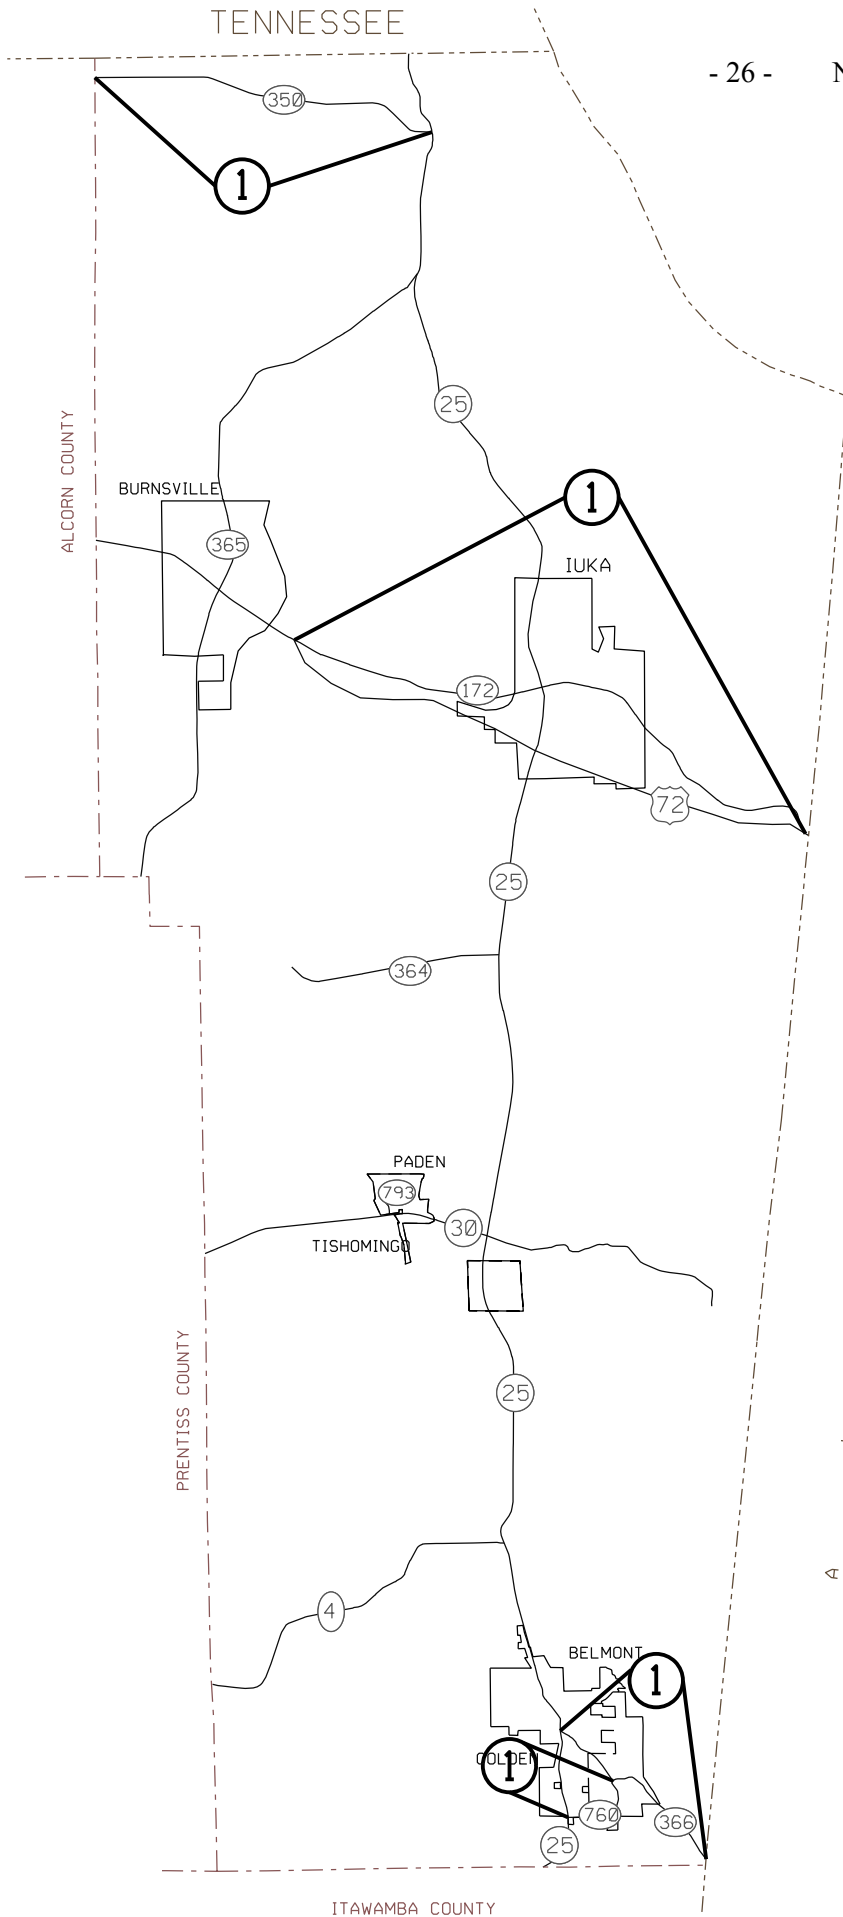 TENNESSEE
- 26 -
N
350
1
25
ALCORN COUNTY
BURNSVILLE
1
365
IUKA
172
72
25
364
PADEN
793
30
TISHOMINGO
PRENTISS COUNTY
25
A
4
BELMONT
1
GOLDEN
1
760
366
25
ITAWAMBA COUNTY